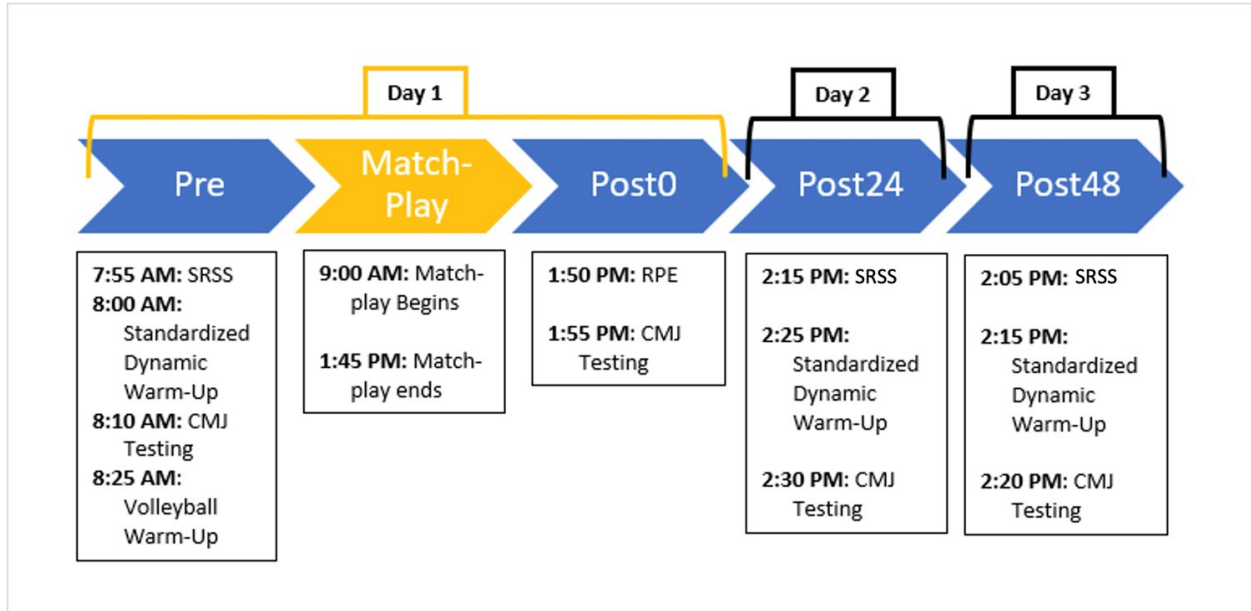 Day 1
Day 2
Day 3
Pre
Match-
Play
Post0
Post24
Post48
7:55 AM: SRSS
8:00 AM:
Standardized
Dynamic
Warm-Up
8:10 AM: CMJ
Testing
8:25 AM:
Volleyball
Warm-Up
9:00 AM: Match-
play Begins
1:45 PM: Match-
play ends
1:50 PM: RPE
1:55 PM: CMJ
Testing
2:15 PM: SRSS
2:25 PM:
Standardized
Dynamic
Warm-Up
2:30 PM: CMJ
Testing
2:05 PM: SRSS
2:15 PM:
Standardized
Dynamic
Warm-Up
2:20 PM: CMJ
Testing